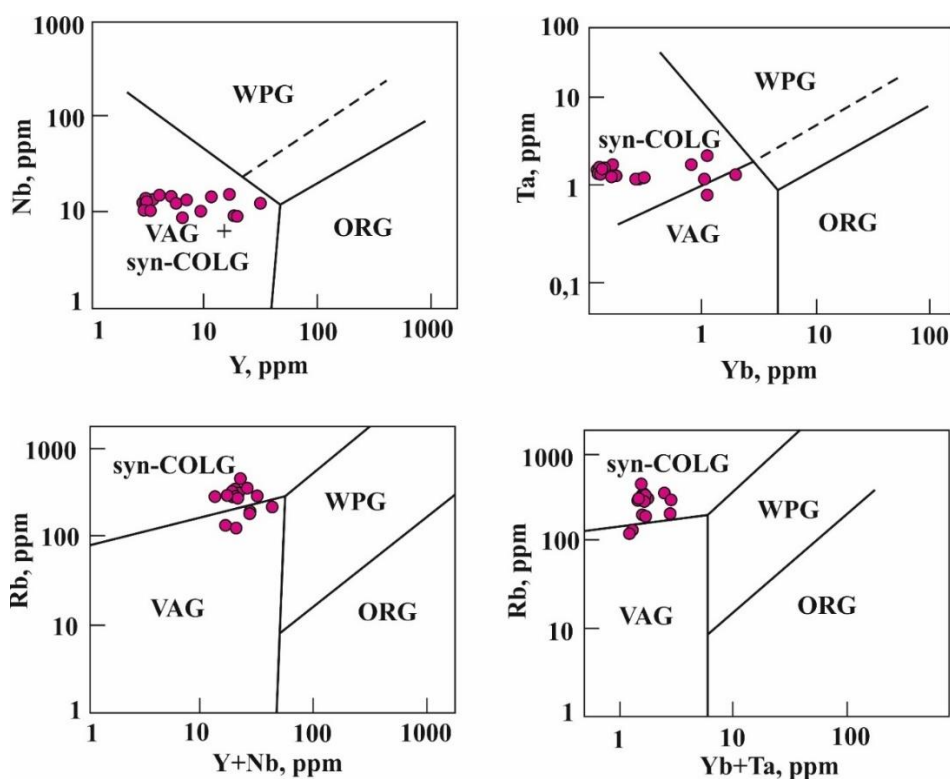 1000
100
10
1
Nb, ppm
WPG
VAG +
syn-COLG
ORG
1 10 100 1000
Y, ppm
100
10
1
0,1
Ta, ppm
WPG
syn-COLG
VAG
ORG
1 10 100
Yb, ppm
1000
100
10
1
Rb, ppm
syn-COLG
WPG
VAG
ORG
1 10 100 1000
Y+Nb, ppm
1000
100
10
1
Rb, ppm
syn-COLG
WPG
VAG
ORG
1 10 100
Yb+Ta, ppm